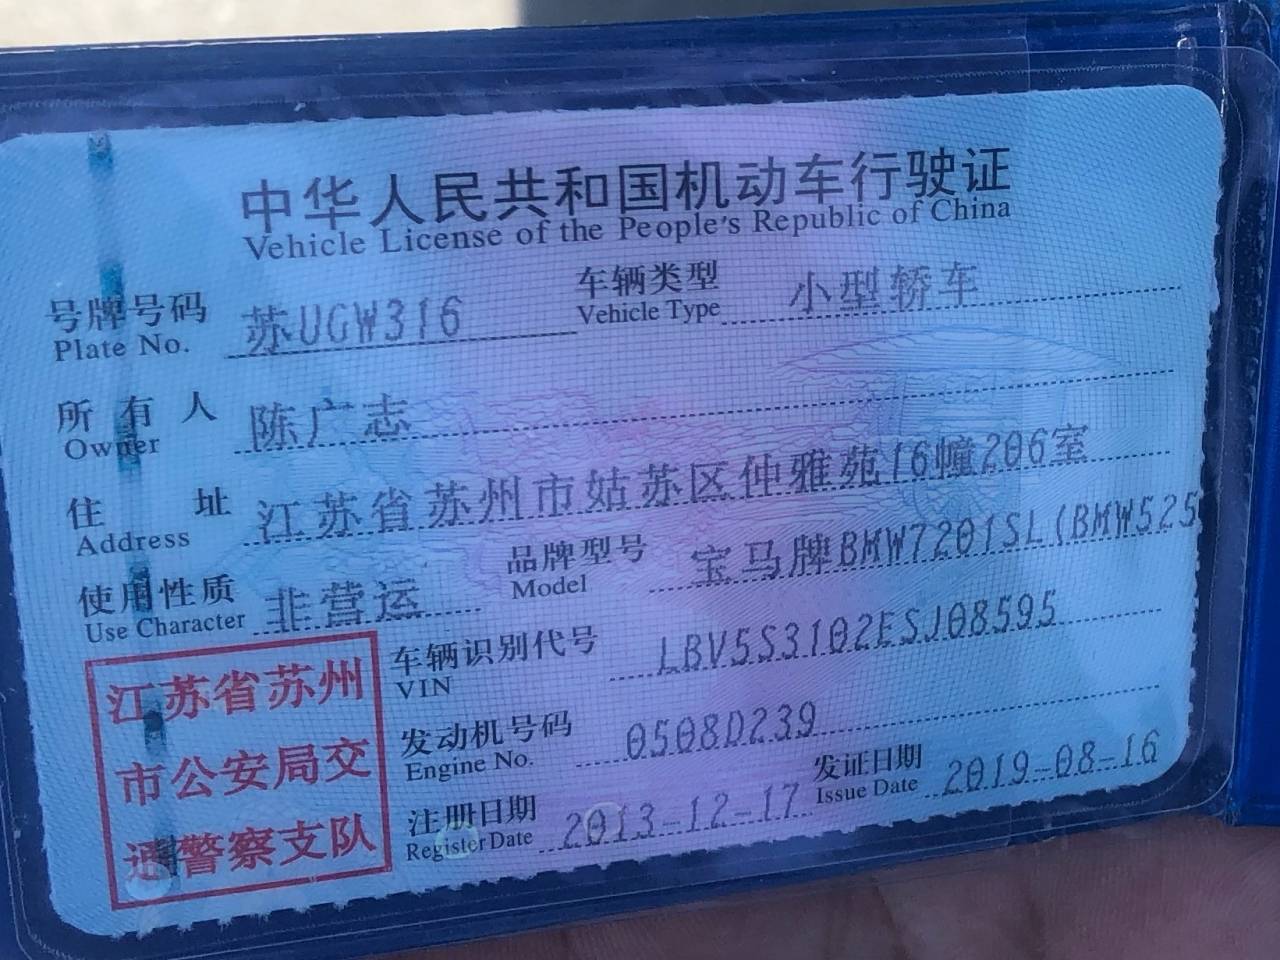 中华人民共和国机动车行驶证
Vehicle License of the People's Republic of China
号牌号码 苏UGW316 车辆类型 小型轿车
Plate No. Vehicle Type
所有人 陈广志
Owner
住址 江苏省苏州市姑苏区仲雅苑16幢206室
Address
使用性质 非营运 品牌型号 宝马牌BMW7201SL(BMW525
Use Character Model
车辆识别代号 LBV5S3102ESJ08595
VIN
发动机号码 0508D239
Engine No.
注册日期 2013-12-17 发证日期 2019-08-16
Register Date Issue Date
江苏省苏州
市公安局交
通警察支队